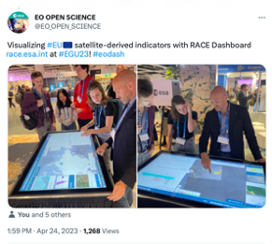 EO OPEN SCIENCE
@EO_OPEN_SCIENCE
Visualizing #EU🇪🇺 satellite-derived indicators with RACE Dashboard
race.esa.int at #EGU23! #eodash
You and 5 others
1:59 PM · Apr 24, 2023 · 1,268 Views